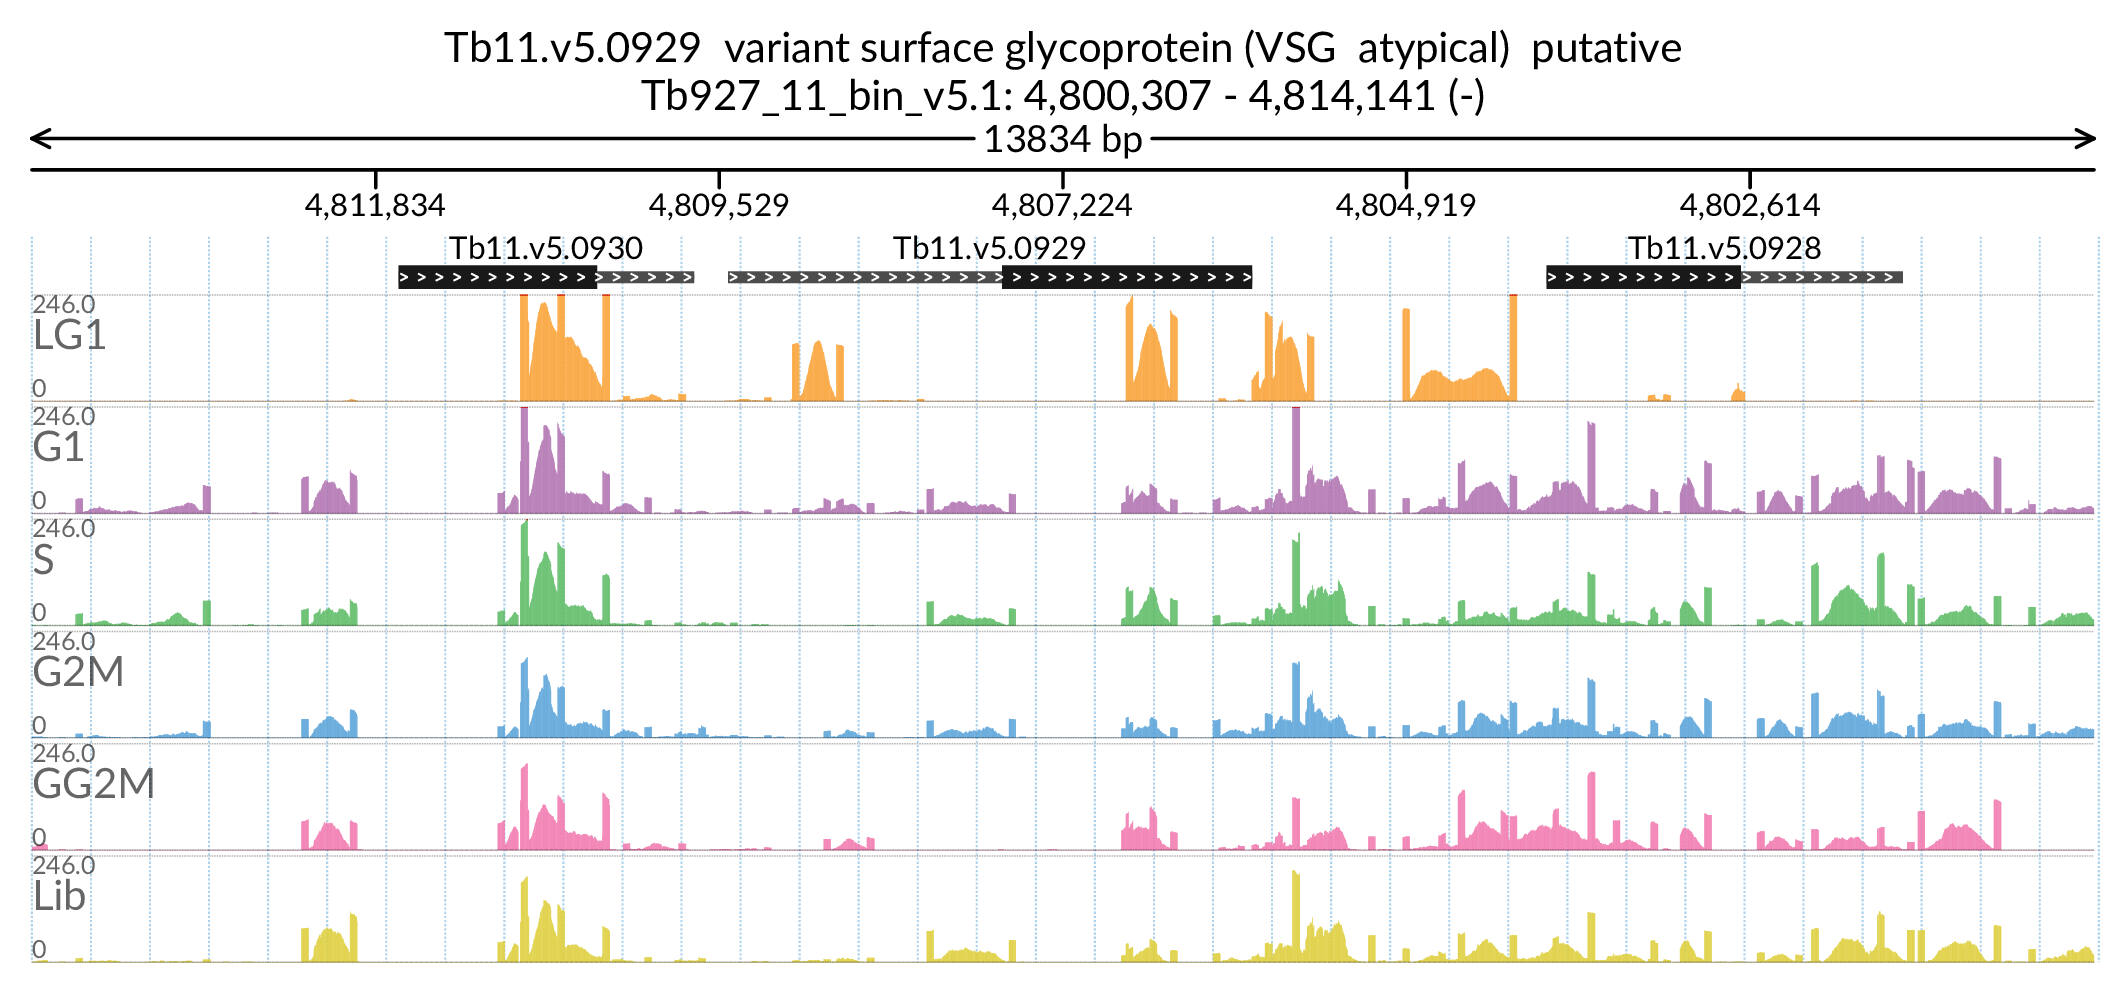 Tb11.v5.0929 variant surface glycoprotein (VSG atypical) putative
Tb927_11_bin_v5.1: 4,800,307 - 4,814,141 (-)
13834 bp
4,811,834 4,809,529 4,807,224 4,804,919 4,802,614
Tb11.v5.0930 Tb11.v5.0929 Tb11.v5.0928
246.0
LG1
0
246.0
G1
0
246.0
S
0
246.0
G2M
0
246.0
GG2M
0
246.0
Lib
0